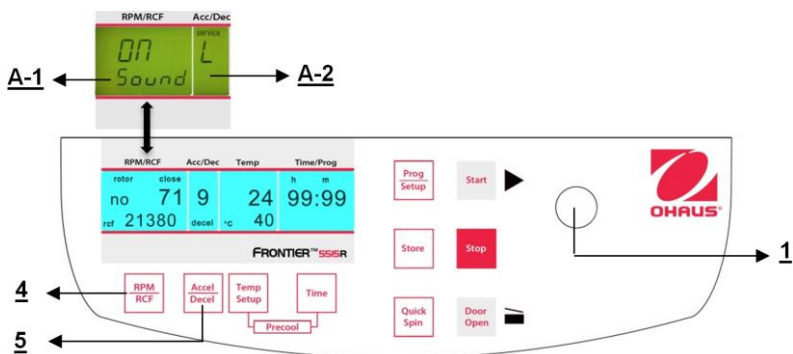 RPM/RCF Acc/Dec
service
ON L
Sound
A-1
A-2
RPM/RCF Acc/Dec Temp Time/Prog
rotor close h m
no 71 9 24 99:99
rcf 21380 decel °C 40
FRONTIER™ 5515R
RPM
RCF
Accel
Decel
Temp
Setup
Time
Precool
Prog
Setup
Start
Store
Stop
Quick
Spin
Door
Open
OHAUS®
1
4
5